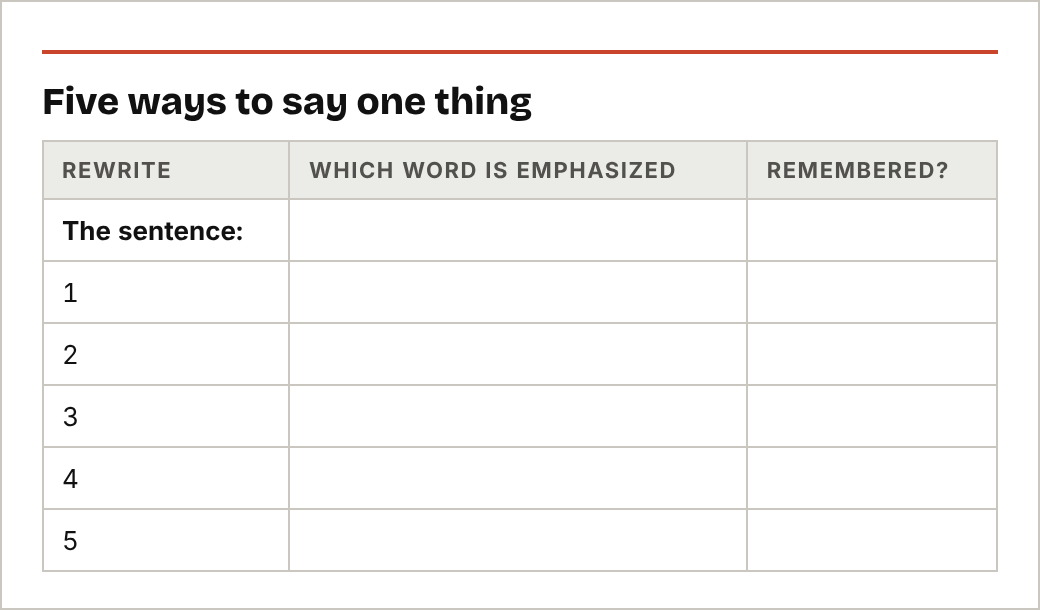 Five ways to say one thing
REWRITE WHICH WORD IS EMPHASIZED REMEMBERED?
The sentence:
1
2
3
4
5